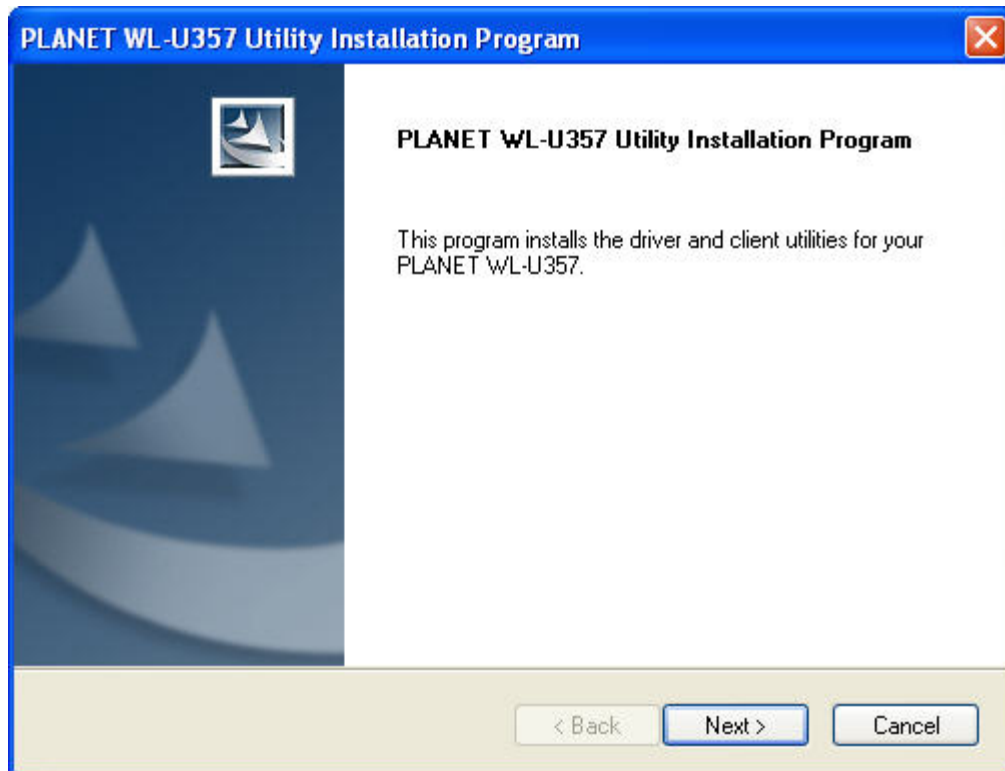 PLANET WL-U357 Utility Installation Program
PLANET WL-U357 Utility Installation Program
This program installs the driver and client utilities for your
PLANET WL-U357.
< Back Next > Cancel